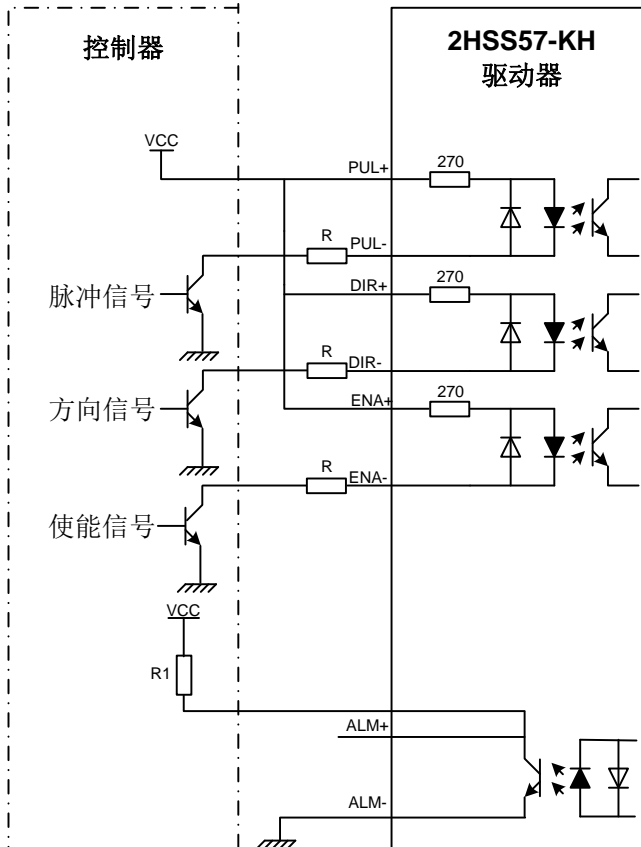 控制器
2HSS57-KH
驱动器
VCC
PUL+
270
R
PUL-
脉冲信号
DIR+
270
R
DIR-
方向信号
ENA+
270
R
ENA-
使能信号
VCC
R1
ALM+
ALM-